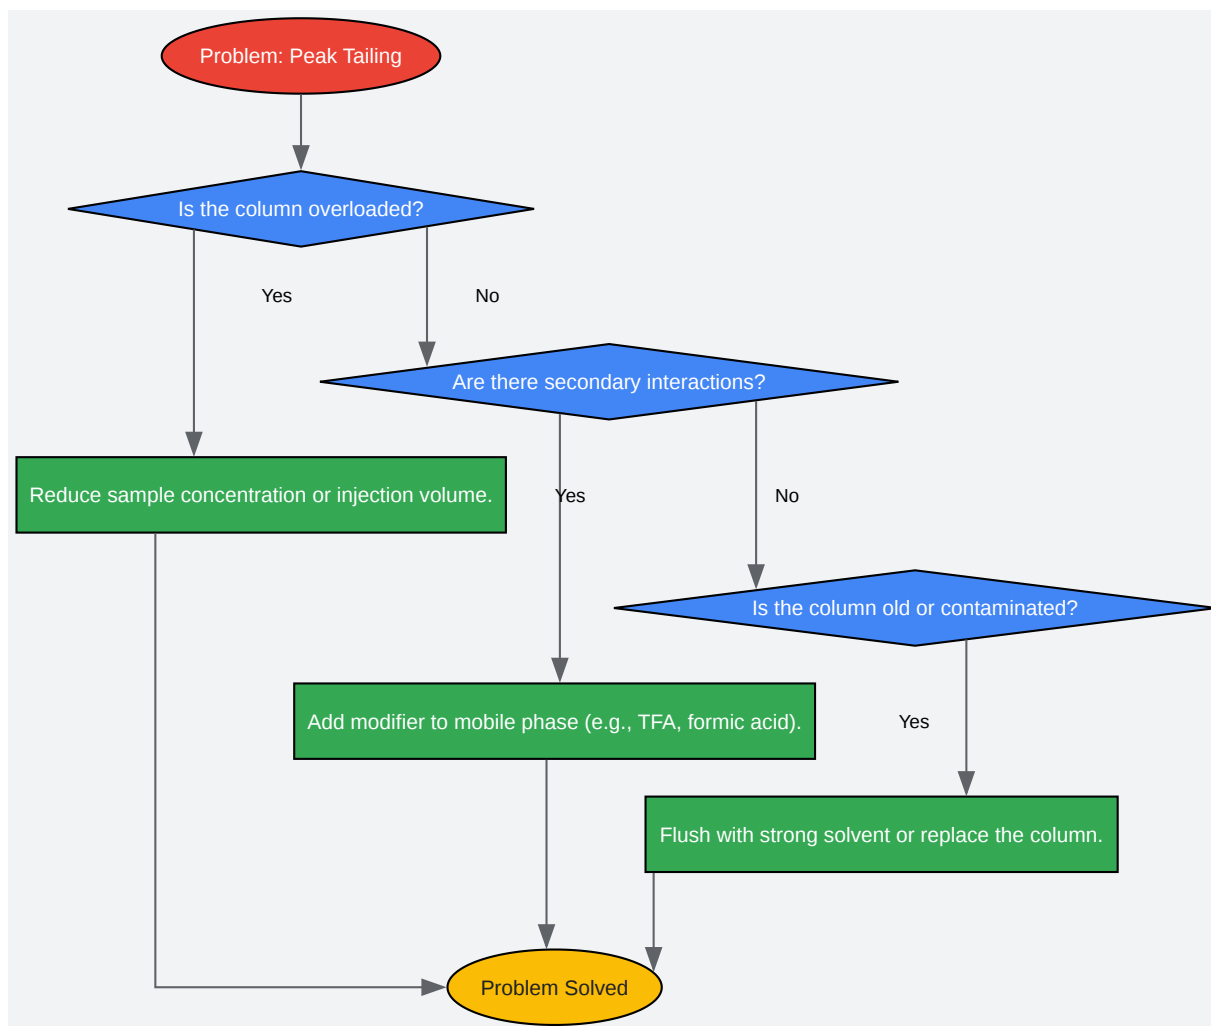 Problem: Peak Tailing
Is the column overloaded?
Yes
No
Are there secondary interactions?
Reduce sample concentration or injection volume.
Yes
No
Is the column old or contaminated?
Add modifier to mobile phase (e.g., TFA, formic acid).
Yes
Flush with strong solvent or replace the column.
Problem Solved